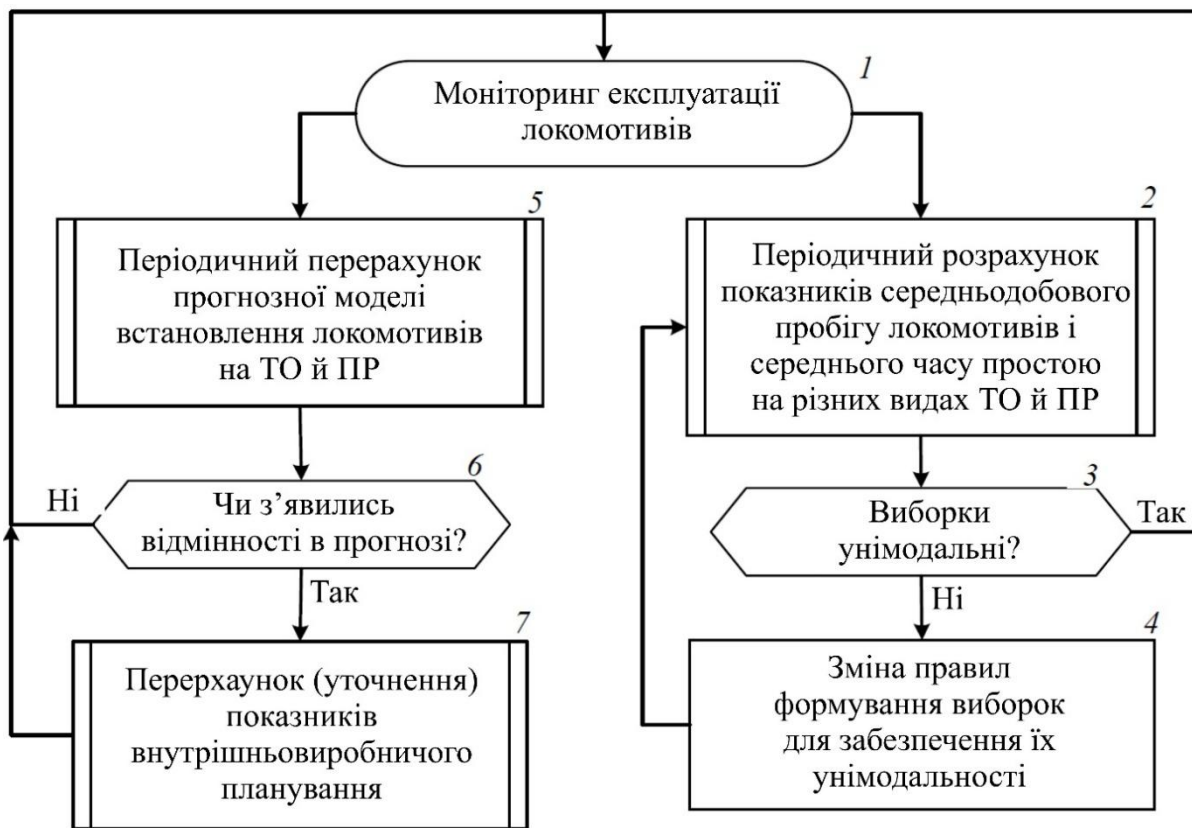 1
Моніторинг експлуатації
локомотивів
5
Періодичний перерахунок
прогнозної моделі
встановлення локомотивів
на ТО й ПР
6
Ні
Чи з’явились
відмінності в прогнозі?
Так
7
Перерхаунок (уточнення)
показників
внутрішньовиробничого
планування
2
Періодичний розрахунок
показників середньодобового
пробігу локомотивів і
середнього часу простою
на різних видах ТО й ПР
3
Виборки
унімодальні?
Так
Ні
4
Зміна правил
формування виборок
для забезпечення їх
унімодальності